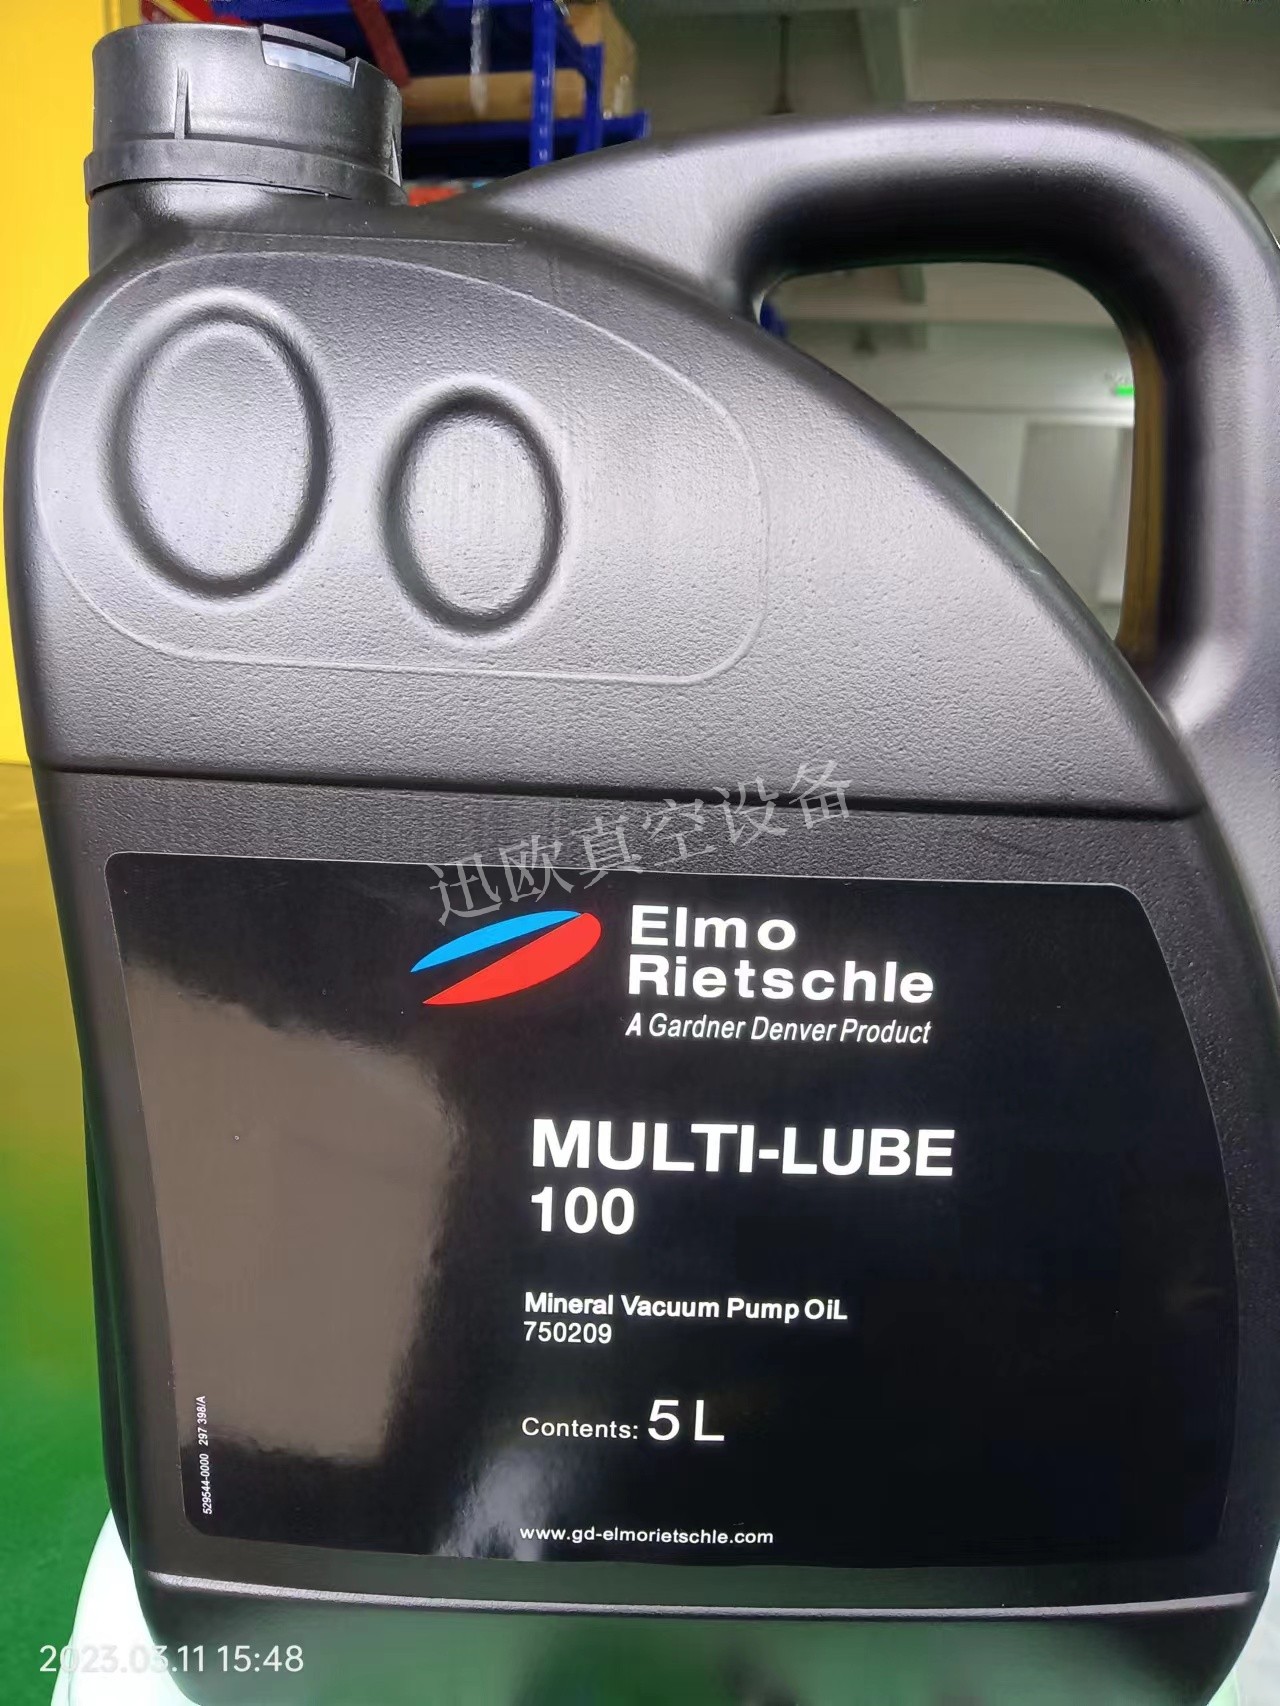 迅欧真空设备
Elmo
Rietschle
A Gardner Denver Product
MULTI-LUBE
100
Mineral Vacuum Pump OiL
750209
Contents: 5 L
529544-0000 297 398/A
www.gd-elmorietschle.com
2023.03.11 15:48